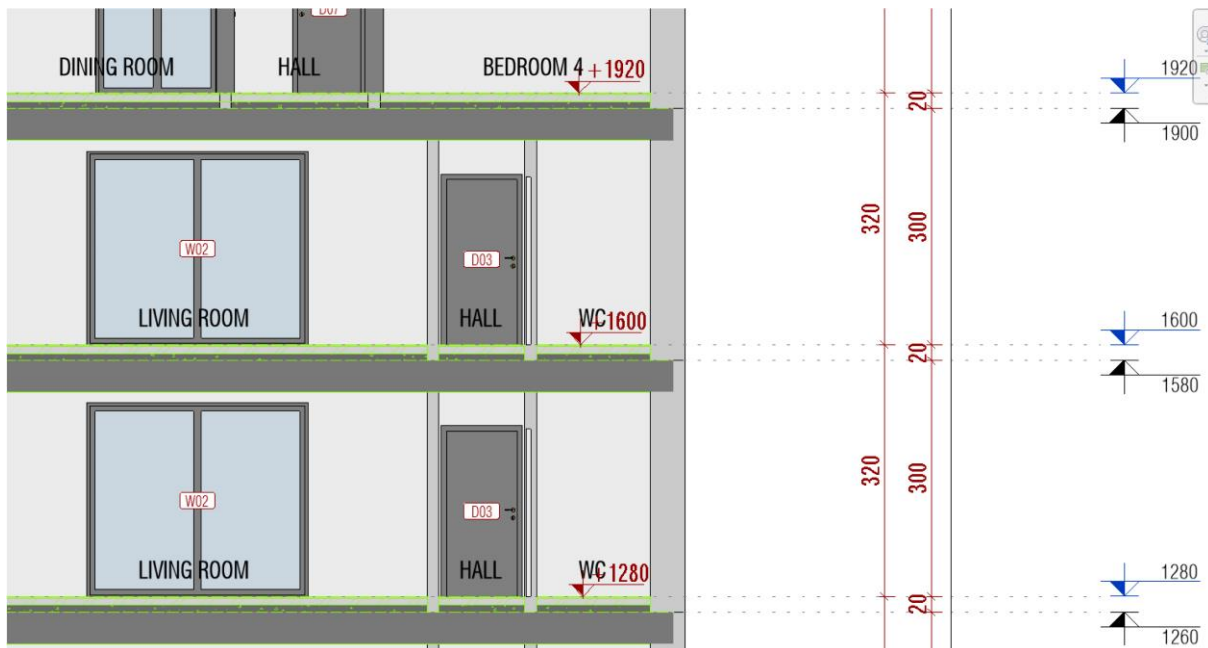 D07
DINING ROOM HALL BEDROOM 4 +1920 1920
20
1900
320 300
W02
D03
LIVING ROOM HALL WC +1600 1600
20
1580
320 300
W02
D03
LIVING ROOM HALL WC +1280 1280
20
1260